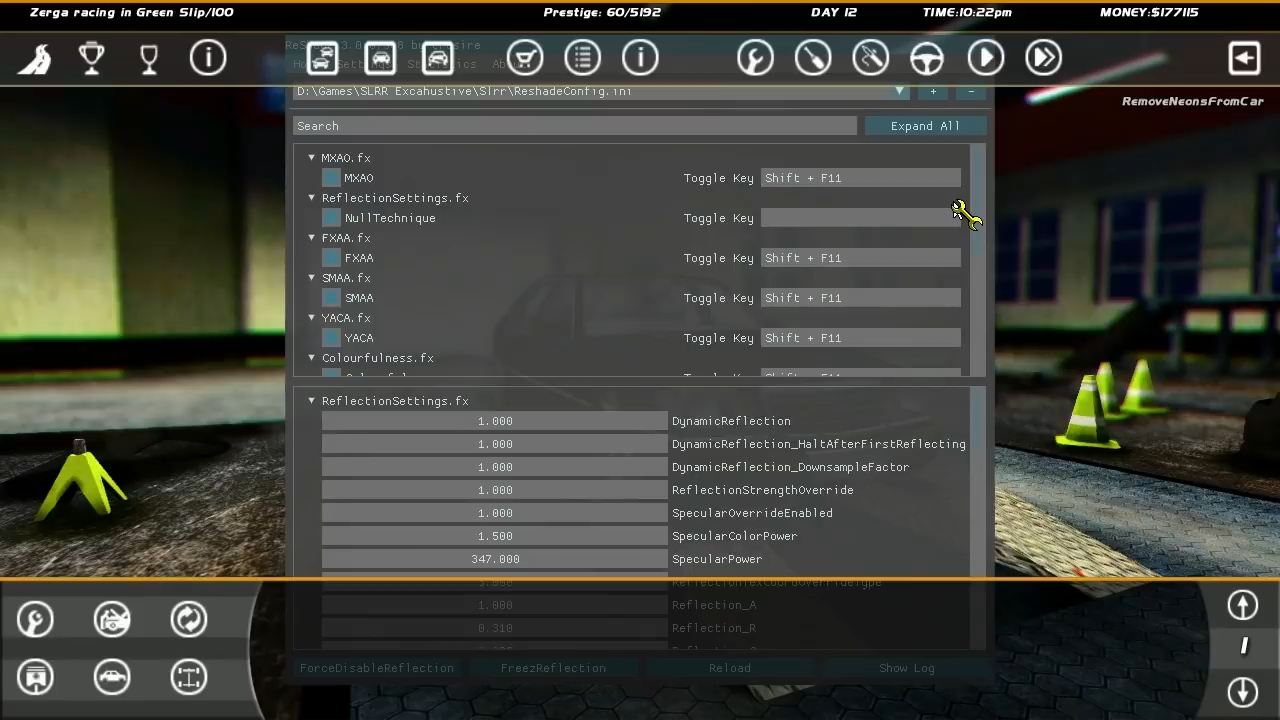 Zerga racing in Green Slip/100
Prestige: 60/5192
DAY 12
TIME:10:22pm
MONEY:$177115
RemoveNeonsFromCar
D:\Games\SLRR Excahustive\Slrr\ReshadeConfig.ini
+
-
Search
Expand All
MXAO.fx
MXAO
Toggle Key
Shift + F11
ReflectionSettings.fx
NullTechnique
Toggle Key
FXAA.fx
FXAA
Toggle Key
Shift + F11
SMAA.fx
SMAA
Toggle Key
Shift + F11
YACA.fx
YACA
Toggle Key
Shift + F11
Colourfulness.fx
ReflectionSettings.fx
1.000 DynamicReflection
1.000 DynamicReflection_HaltAfterFirstReflecting
1.000 DynamicReflection_DownsampleFactor
1.000 ReflectionStrengthOverride
1.000 SpecularOverrideEnabled
1.500 SpecularColorPower
347.000 SpecularPower
ReflectionTexCoordOverrideType
1.000 Reflection_A
0.310 Reflection_R
ForceDisableReflection
FreezReflection
Reload
Show Log
I